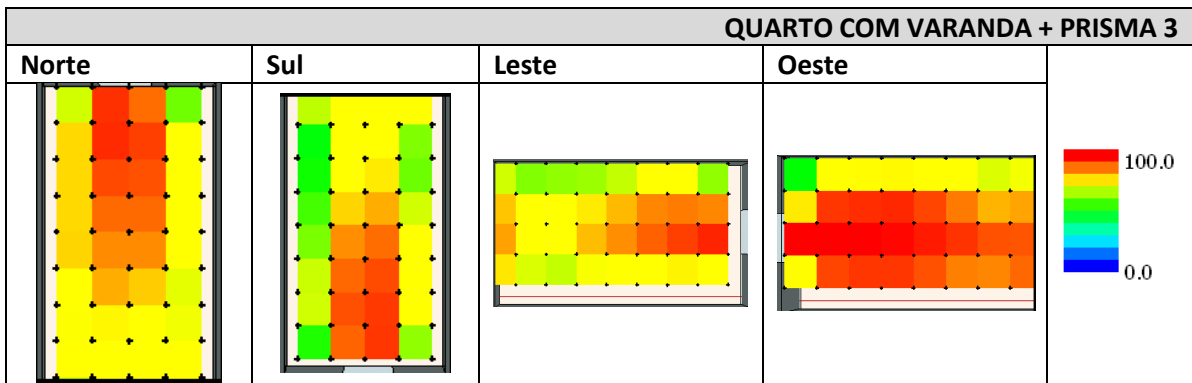 QUARTO COM VARANDA + PRISMA 3
Norte Sul Leste Oeste
100.0
0.0